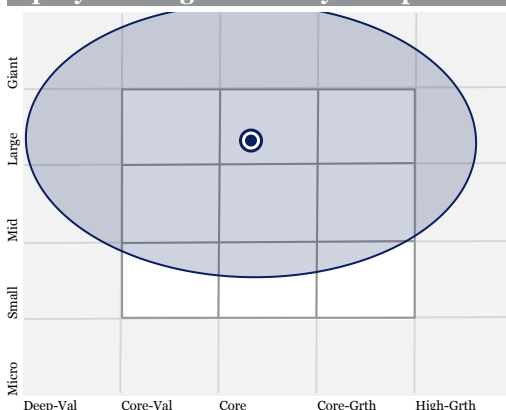 Giant
Large
Mid
Small
Micro
Deep-Val Core-Val Core Core-Grth High-Grth